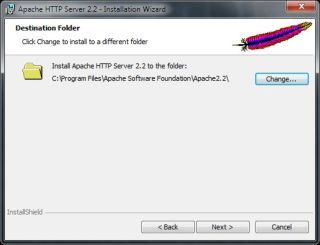 Apache HTTP Server 2.2 - Installation Wizard
Destination Folder
Click Change to install to a different folder
Install Apache HTTP Server 2.2 to the folder:
C:\Program Files\Apache Software Foundation\Apache2.2\
Change...
InstallShield
< Back
Next >
Cancel